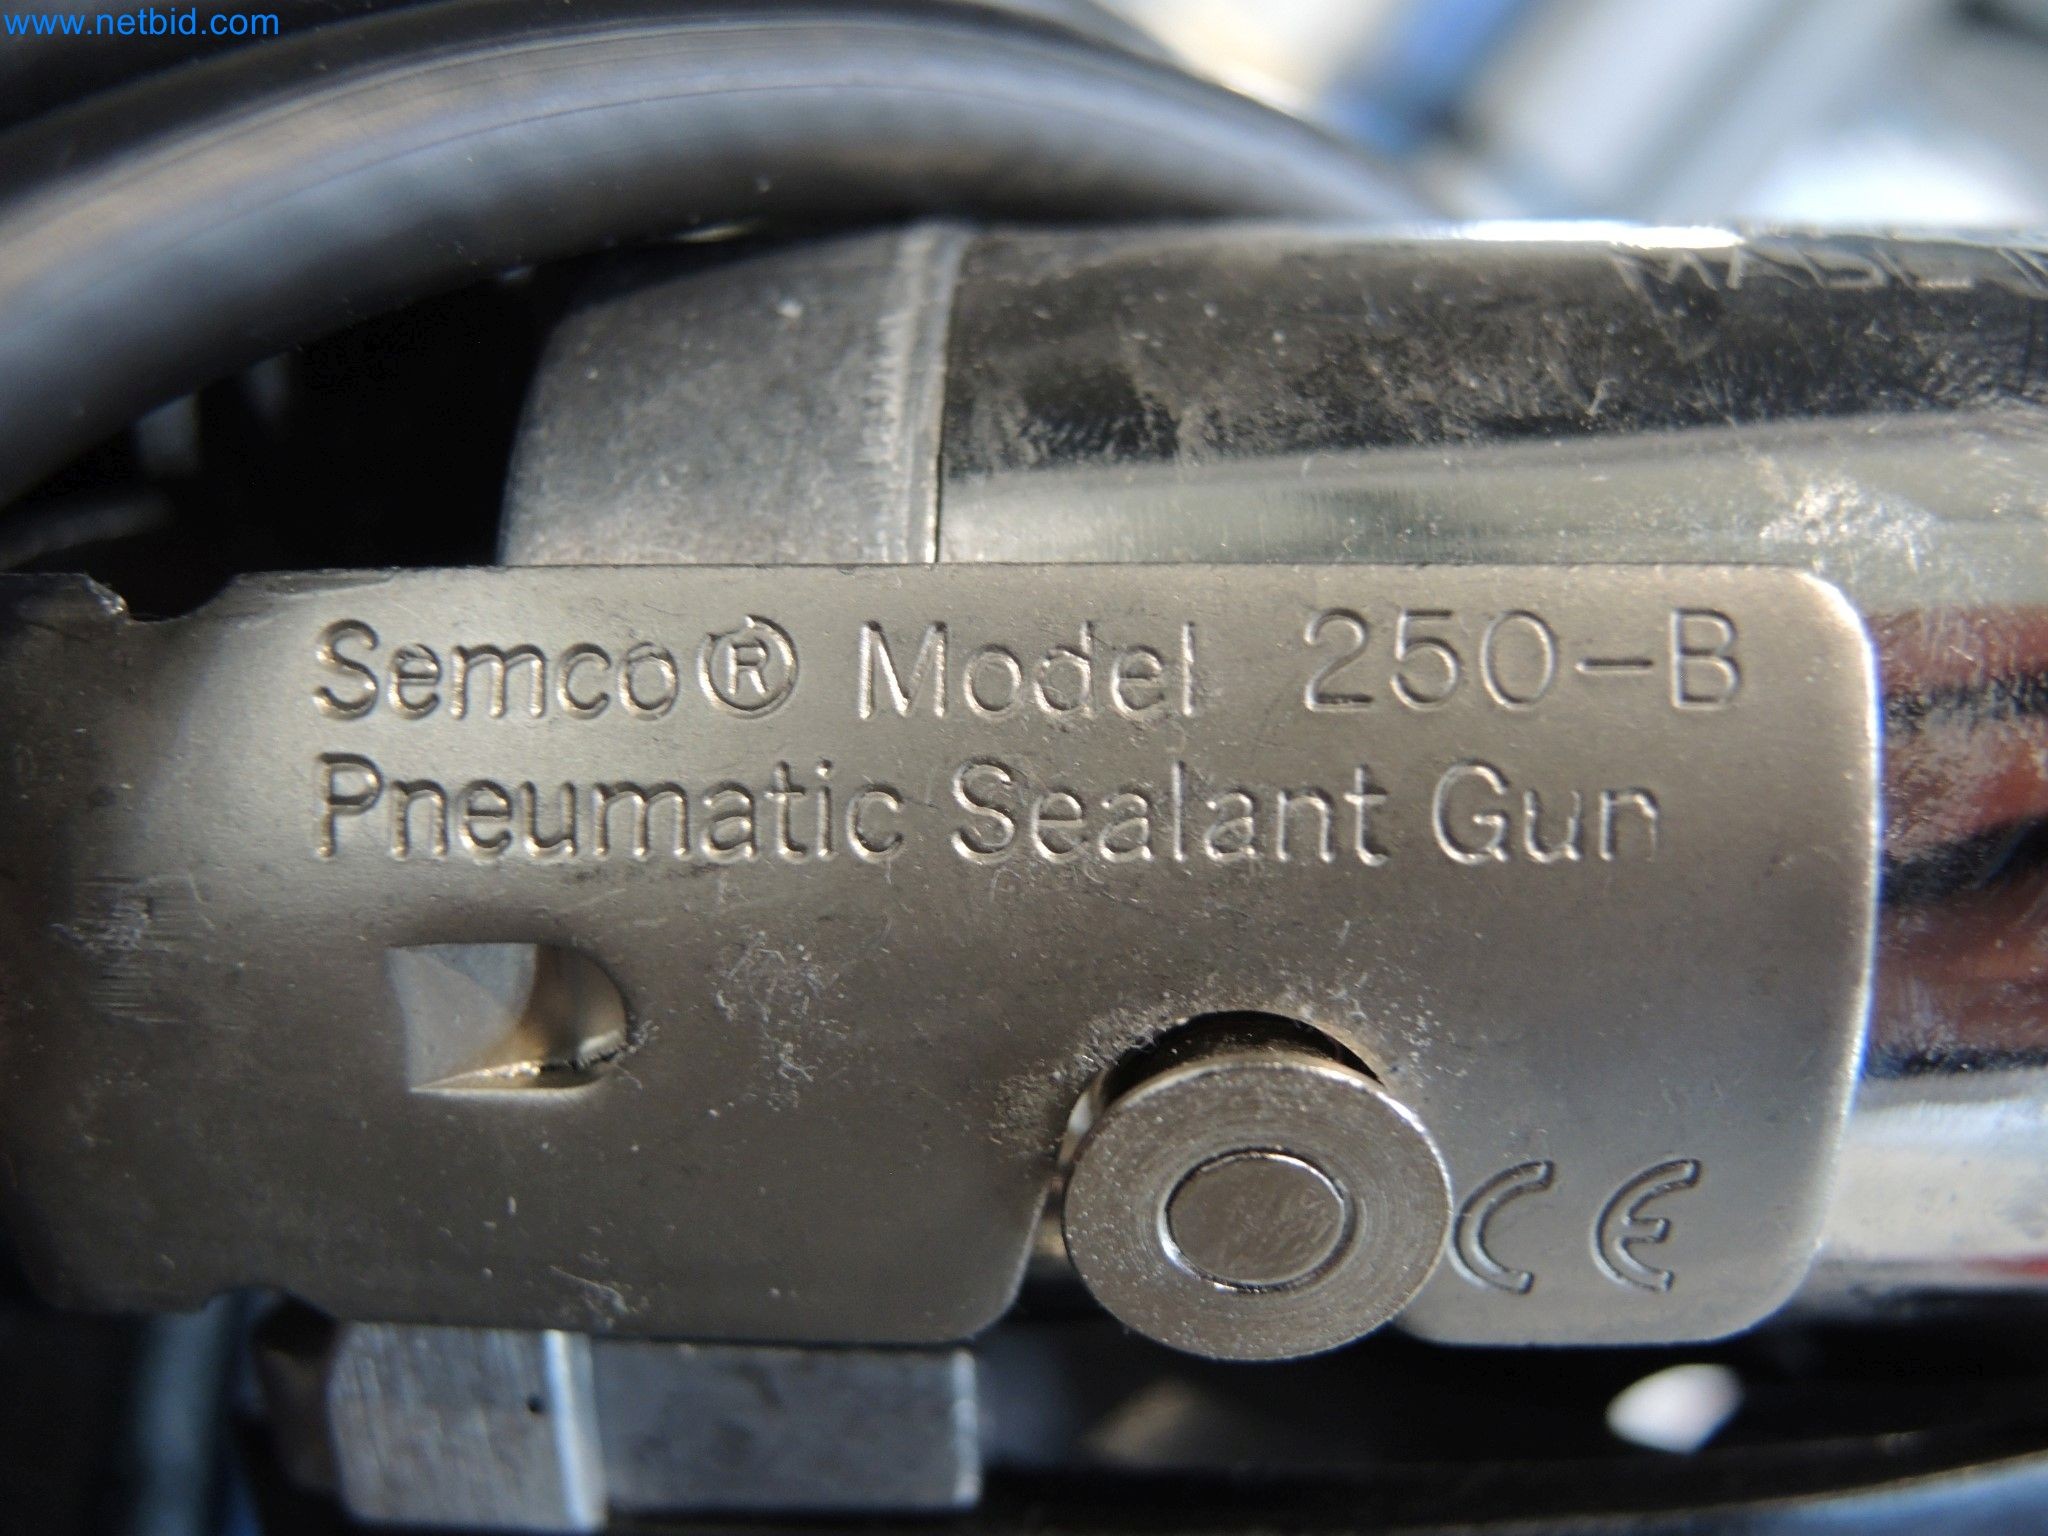 www.netbid.com
Semco® Model 250-B
Pneumatic Sealant Gun
CE